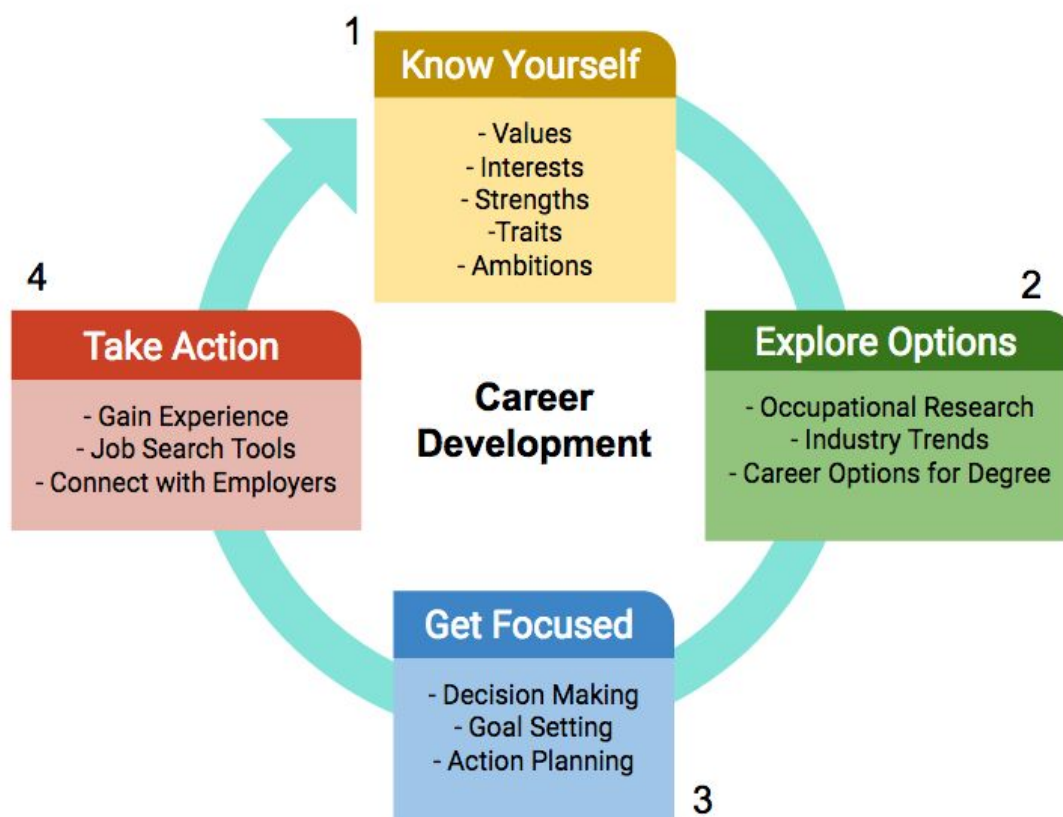 1
Know Yourself
- Values
- Interests
- Strengths
-Traits
- Ambitions
2
Explore Options
- Occupational Research
- Industry Trends
- Career Options for Degree
Career
Development
4
Take Action
- Gain Experience
- Job Search Tools
- Connect with Employers
Get Focused
- Decision Making
- Goal Setting
- Action Planning
3